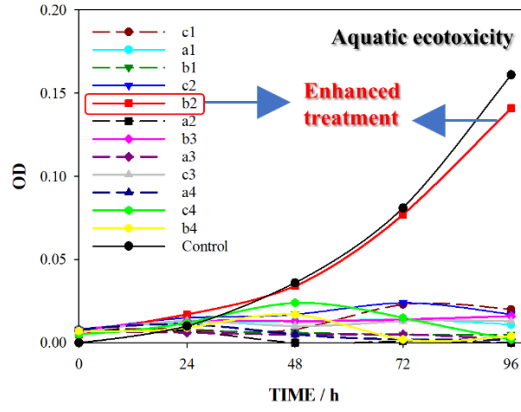 0.20
0.15
0.10
0.05
0.00
OD
c1
a1
b1
c2
b2
a2
b3
a3
c3
a4
c4
b4
Control
Aquatic ecotoxicity
Enhanced
treatment
0 24 48 72 96
TIME / h